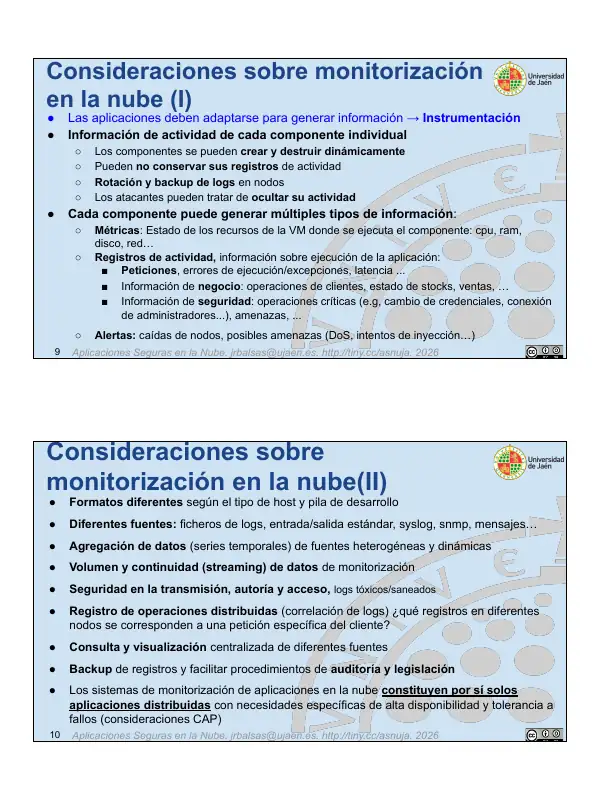 Consideraciones sobre monitorización
en la nube (I)
Universidad
de Jaén
● Las aplicaciones deben adaptarse para generar información → Instrumentación
● Información de actividad de cada componente individual
○ Los componentes se pueden crear y destruir dinámicamente
○ Pueden no conservar sus registros de actividad
○ Rotación y backup de logs en nodos
○ Los atacantes pueden tratar de ocultar su actividad
● Cada componente puede generar múltiples tipos de información:
○ Métricas: Estado de los recursos de la VM donde se ejecuta el componente: cpu, ram,
disco, red…
○ Registros de actividad, información sobre ejecución de la aplicación:
■ Peticiones, errores de ejecución/excepciones, latencia ...
■ Información de negocio: operaciones de clientes, estado de stocks, ventas, …
■ Información de seguridad: operaciones críticas (e.g, cambio de credenciales, conexión
de administradores...), amenazas, ...
○ Alertas: caídas de nodos, posibles amenazas (DoS, intentos de inyección…)
9 Aplicaciones Seguras en la Nube. jrbalsas@ujaen.es. http://tiny.cc/asnuja. 2026
Consideraciones sobre
monitorización en la nube(II)
Universidad
de Jaén
● Formatos diferentes según el tipo de host y pila de desarrollo
● Diferentes fuentes: ficheros de logs, entrada/salida estándar, syslog, snmp, mensajes…
● Agregación de datos (series temporales) de fuentes heterogéneas y dinámicas
● Volumen y continuidad (streaming) de datos de monitorización
● Seguridad en la transmisión, autoría y acceso, logs tóxicos/saneados
● Registro de operaciones distribuidas (correlación de logs) ¿qué registros en diferentes
nodos se corresponden a una petición específica del cliente?
● Consulta y visualización centralizada de diferentes fuentes
● Backup de registros y facilitar procedimientos de auditoría y legislación
● Los sistemas de monitorización de aplicaciones en la nube constituyen por sí solos
aplicaciones distribuidas con necesidades específicas de alta disponibilidad y tolerancia a
fallos (consideraciones CAP)
10 Aplicaciones Seguras en la Nube. jrbalsas@ujaen.es. http://tiny.cc/asnuja. 2026